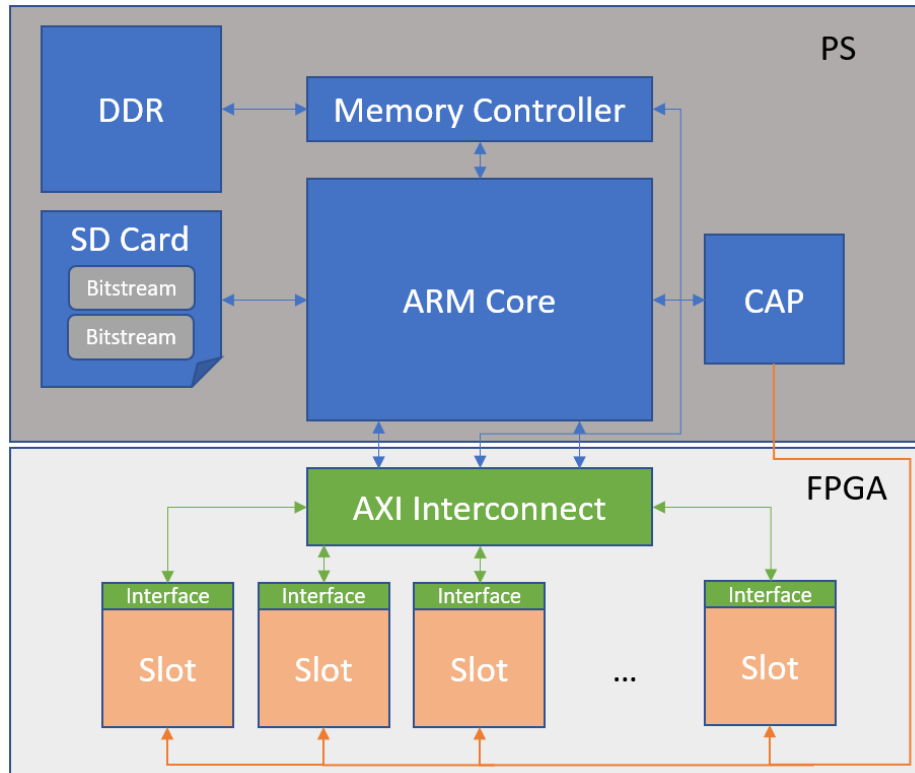 PS
DDR
Memory Controller
SD Card
Bitstream
Bitstream
ARM Core
CAP
FPGA
AXI Interconnect
Interface
Interface
Interface
Interface
Slot
Slot
Slot
...
Slot